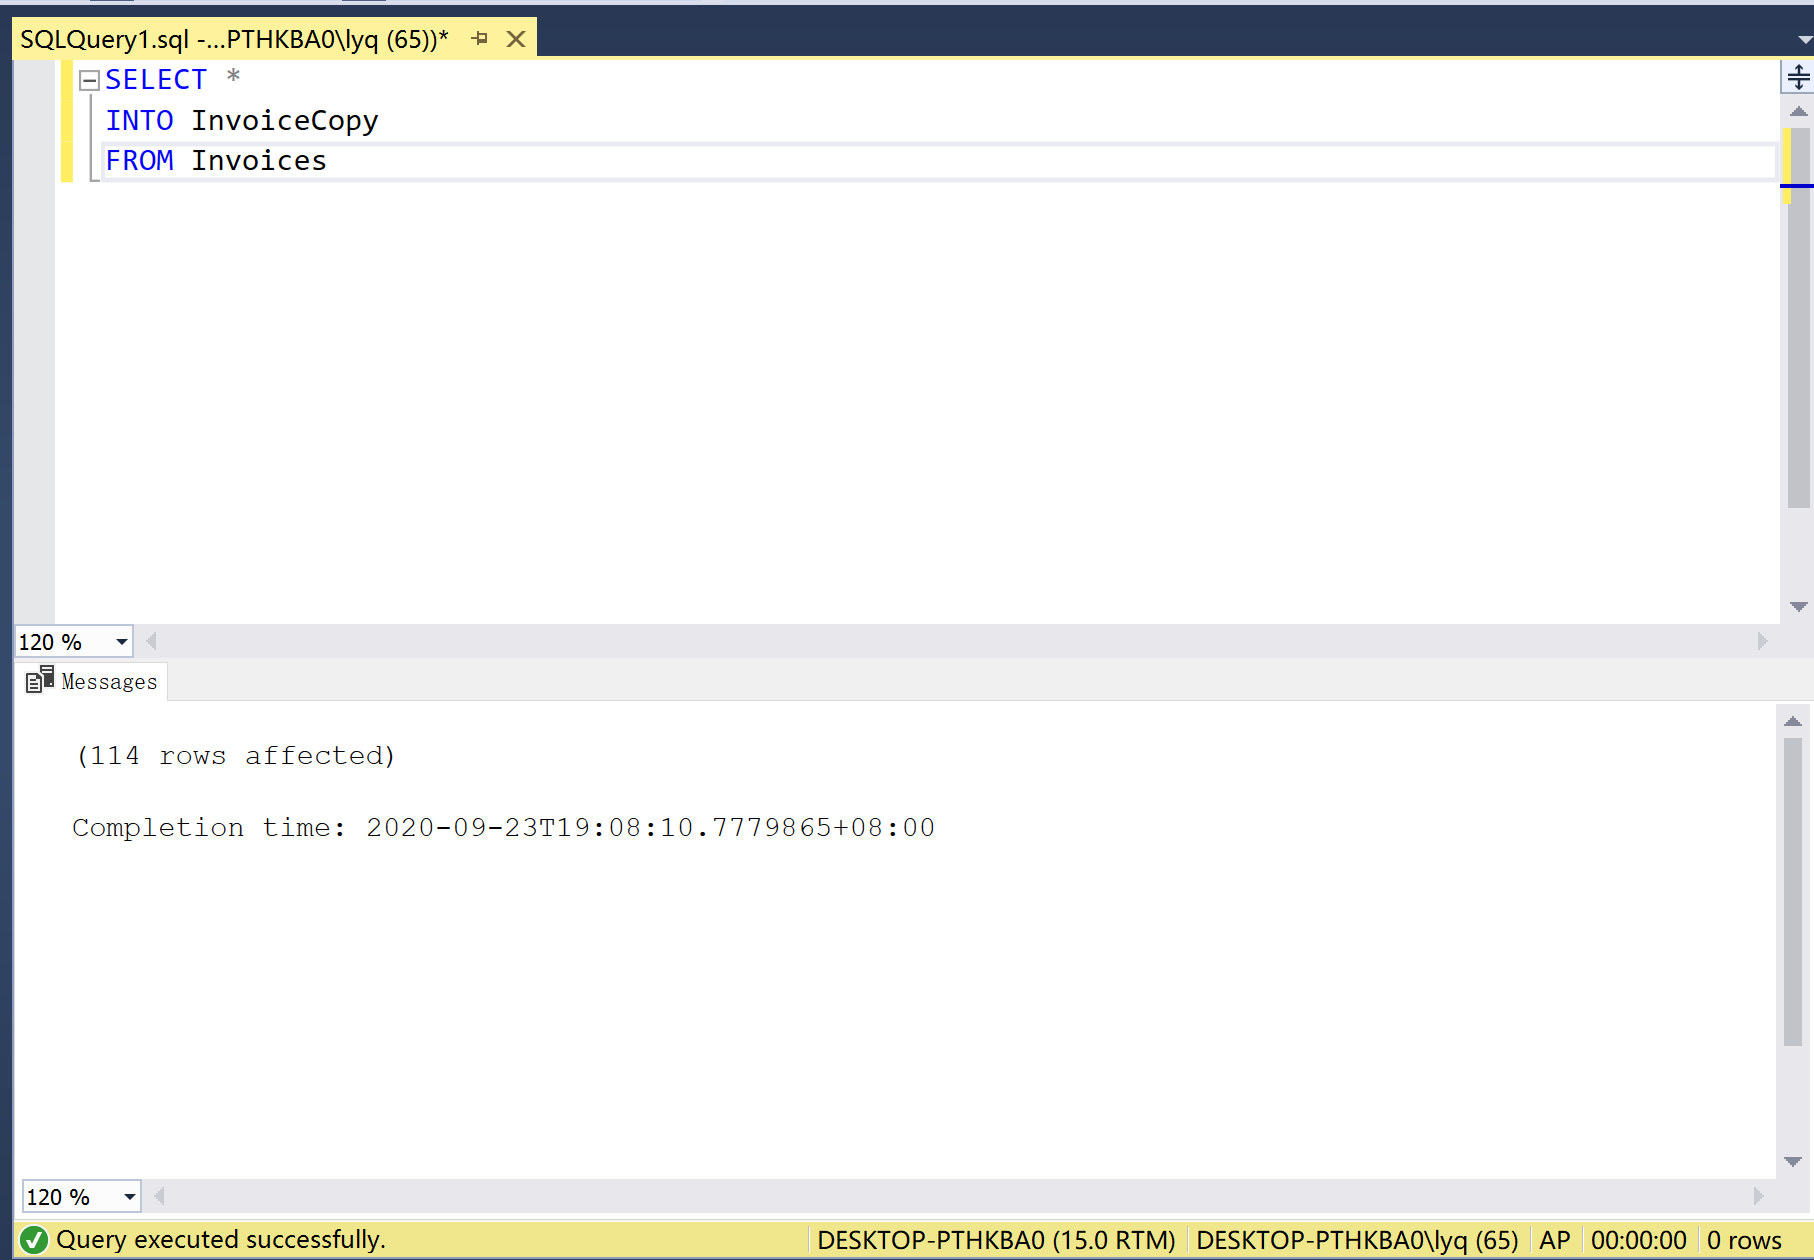 SQLQuery1.sql -...PTHKBA0\lyq (65))*
SELECT *
INTO InvoiceCopy
FROM Invoices
120 %
Messages
(114 rows affected)
Completion time: 2020-09-23T19:08:10.7779865+08:00
120 %
Query executed successfully. DESKTOP-PTHKBA0 (15.0 RTM) DESKTOP-PTHKBA0\lyq (65) AP 00:00:00 0 rows